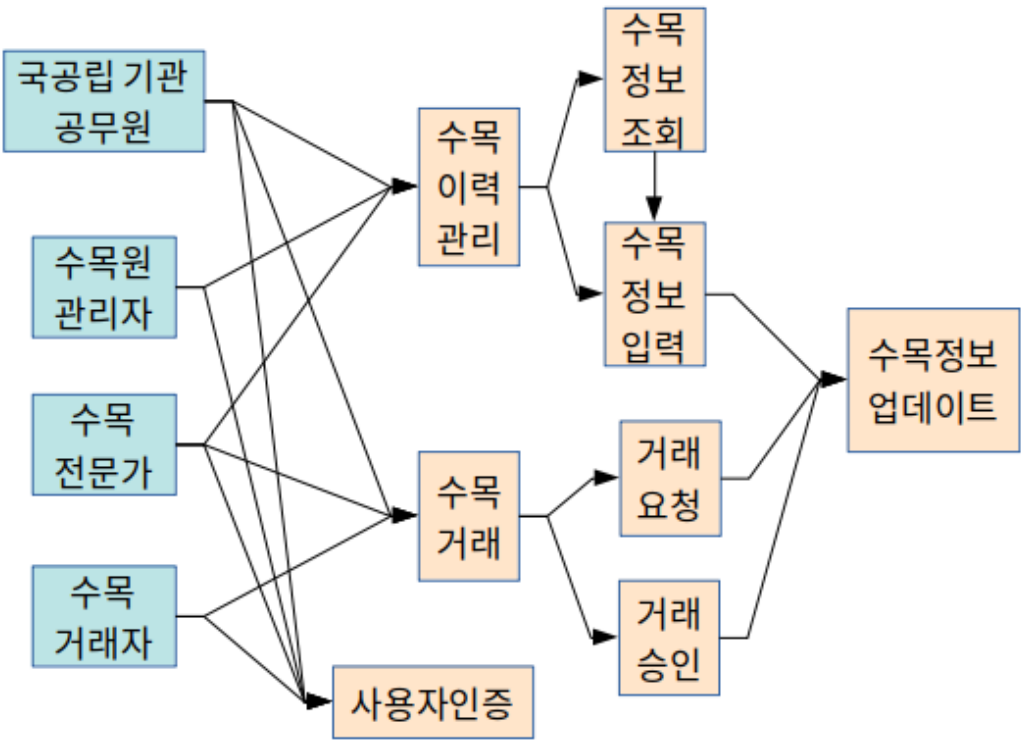 국공립 기관
공무원
수목원
관리자
수목
전문가
수목
거래자
수목
이력
관리
수목
거래
사용자인증
수목
정보
조회
수목
정보
입력
거래
요청
거래
승인
수목정보
업데이트